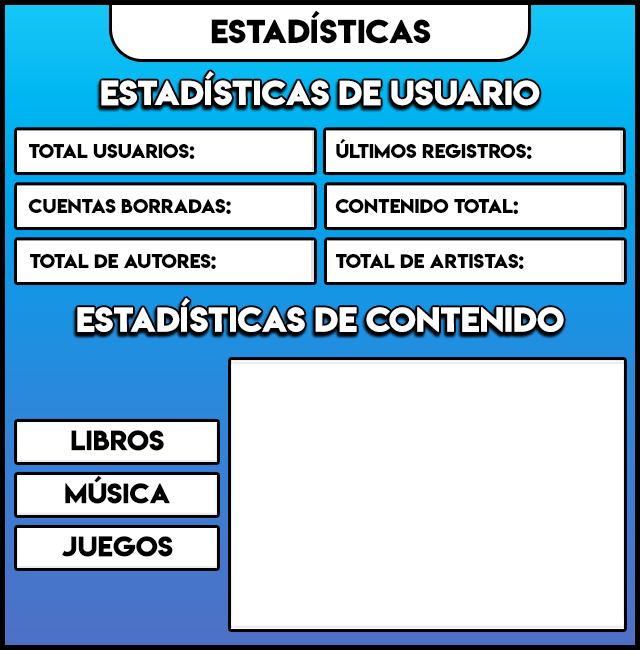 ESTADÍSTICAS
ESTADÍSTICAS DE USUARIO
TOTAL USUARIOS:
ÚLTIMOS REGISTROS:
CUENTAS BORRADAS:
CONTENIDO TOTAL:
TOTAL DE AUTORES:
TOTAL DE ARTISTAS:
ESTADÍSTICAS DE CONTENIDO
LIBROS
MÚSICA
JUEGOS